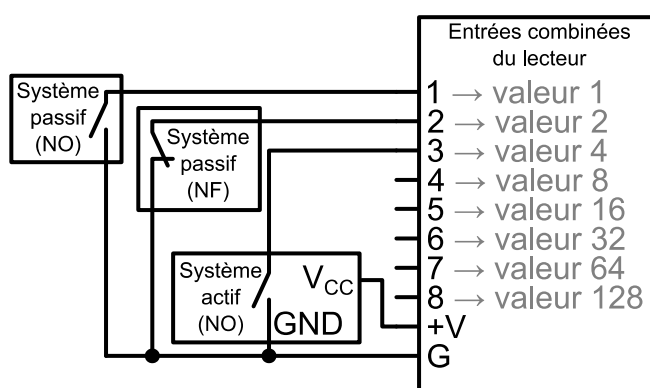 Entrées combinées
du lecteur
1 → valeur 1
2 → valeur 2
3 → valeur 4
4 → valeur 8
5 → valeur 16
6 → valeur 32
7 → valeur 64
8 → valeur 128
+V
G
Système
passif
(NO)
Système
passif
(NF)
Système
actif
(NO)
VCC
GND